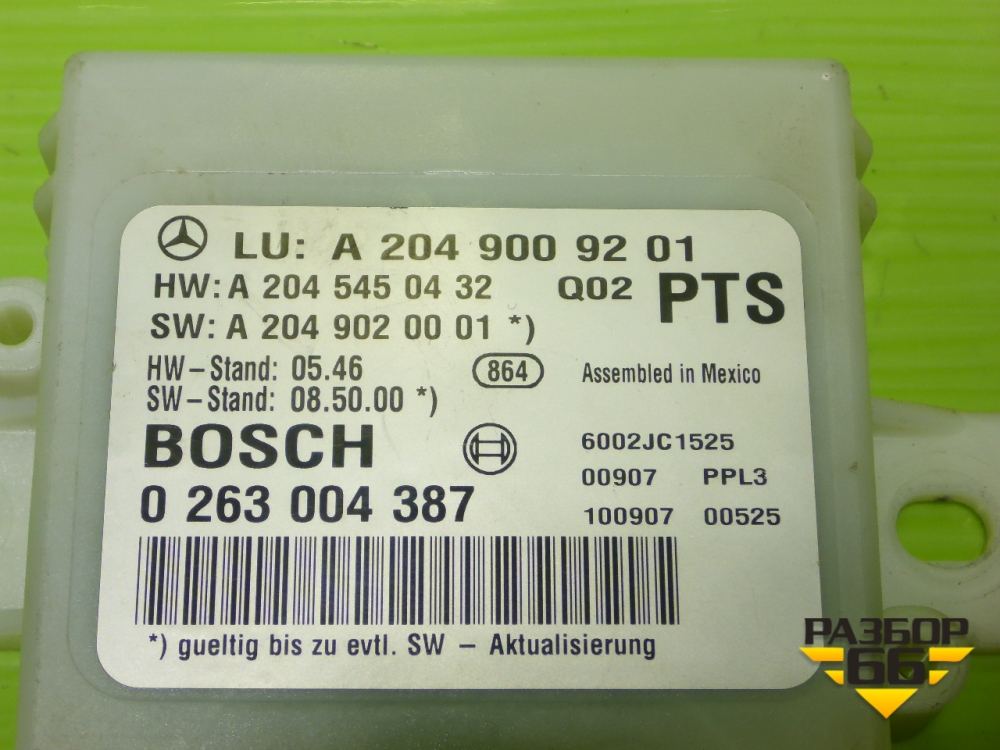 LU: A 204 900 92 01
HW: A 204 545 04 32 Q02 PTS
SW: A 204 902 00 01 *)
HW-Stand: 05.46 864 Assembled in Mexico
SW-Stand: 08.50.00 *)
BOSCH 6002JC1525
00907 PPL3
0 263 004 387 100907 00525
*) gueltig bis zu evtl. SW - Aktualisierung
РАЗБОР
66